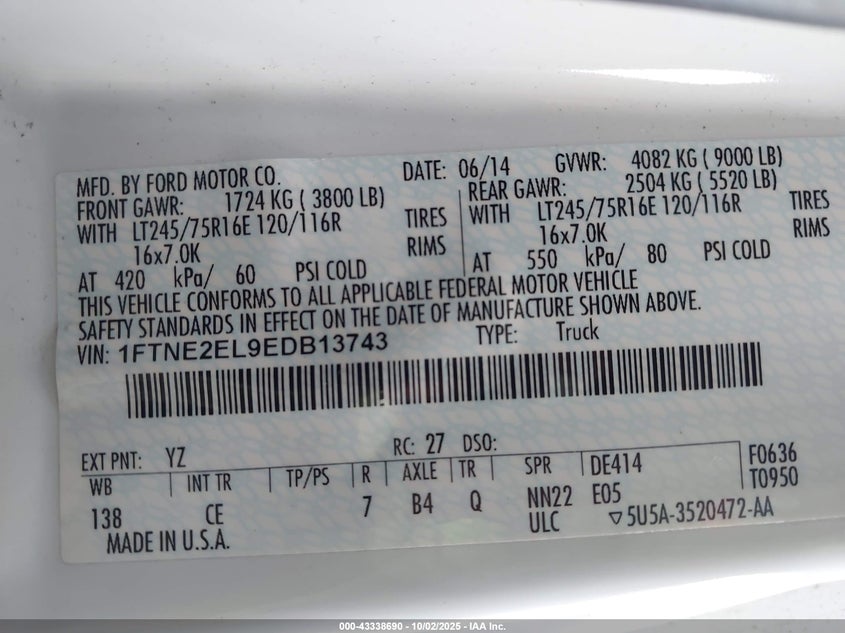 MFD. BY FORD MOTOR CO. DATE: 06/14 GVWR: 4082 KG ( 9000 LB)
FRONT GAWR: 1724 KG ( 3800 LB) REAR GAWR: 2504 KG ( 5520 LB)
WITH LT245/75R16E 120/116R TIRES WITH LT245/75R16E 120/116R TIRES
16x7.0K RIMS 16x7.0K RIMS
AT 420 kPa/ 60 PSI COLD AT 550 kPa/ 80 PSI COLD
THIS VEHICLE CONFORMS TO ALL APPLICABLE FEDERAL MOTOR VEHICLE
SAFETY STANDARDS IN EFFECT ON THE DATE OF MANUFACTURE SHOWN ABOVE.
VIN: 1FTNE2EL9EDB13743 TYPE: Truck
EXT PNT: YZ RC: 27 DSO: F0636
WB INT TR TP/PS R AXLE TR SPR DE414 T0950
138 CE 7 B4 Q NN22 E05
ULC ▽5U5A-3520472-AA
MADE IN U.S.A.
000-43338690 - 10/02/2025 - IAA Inc.